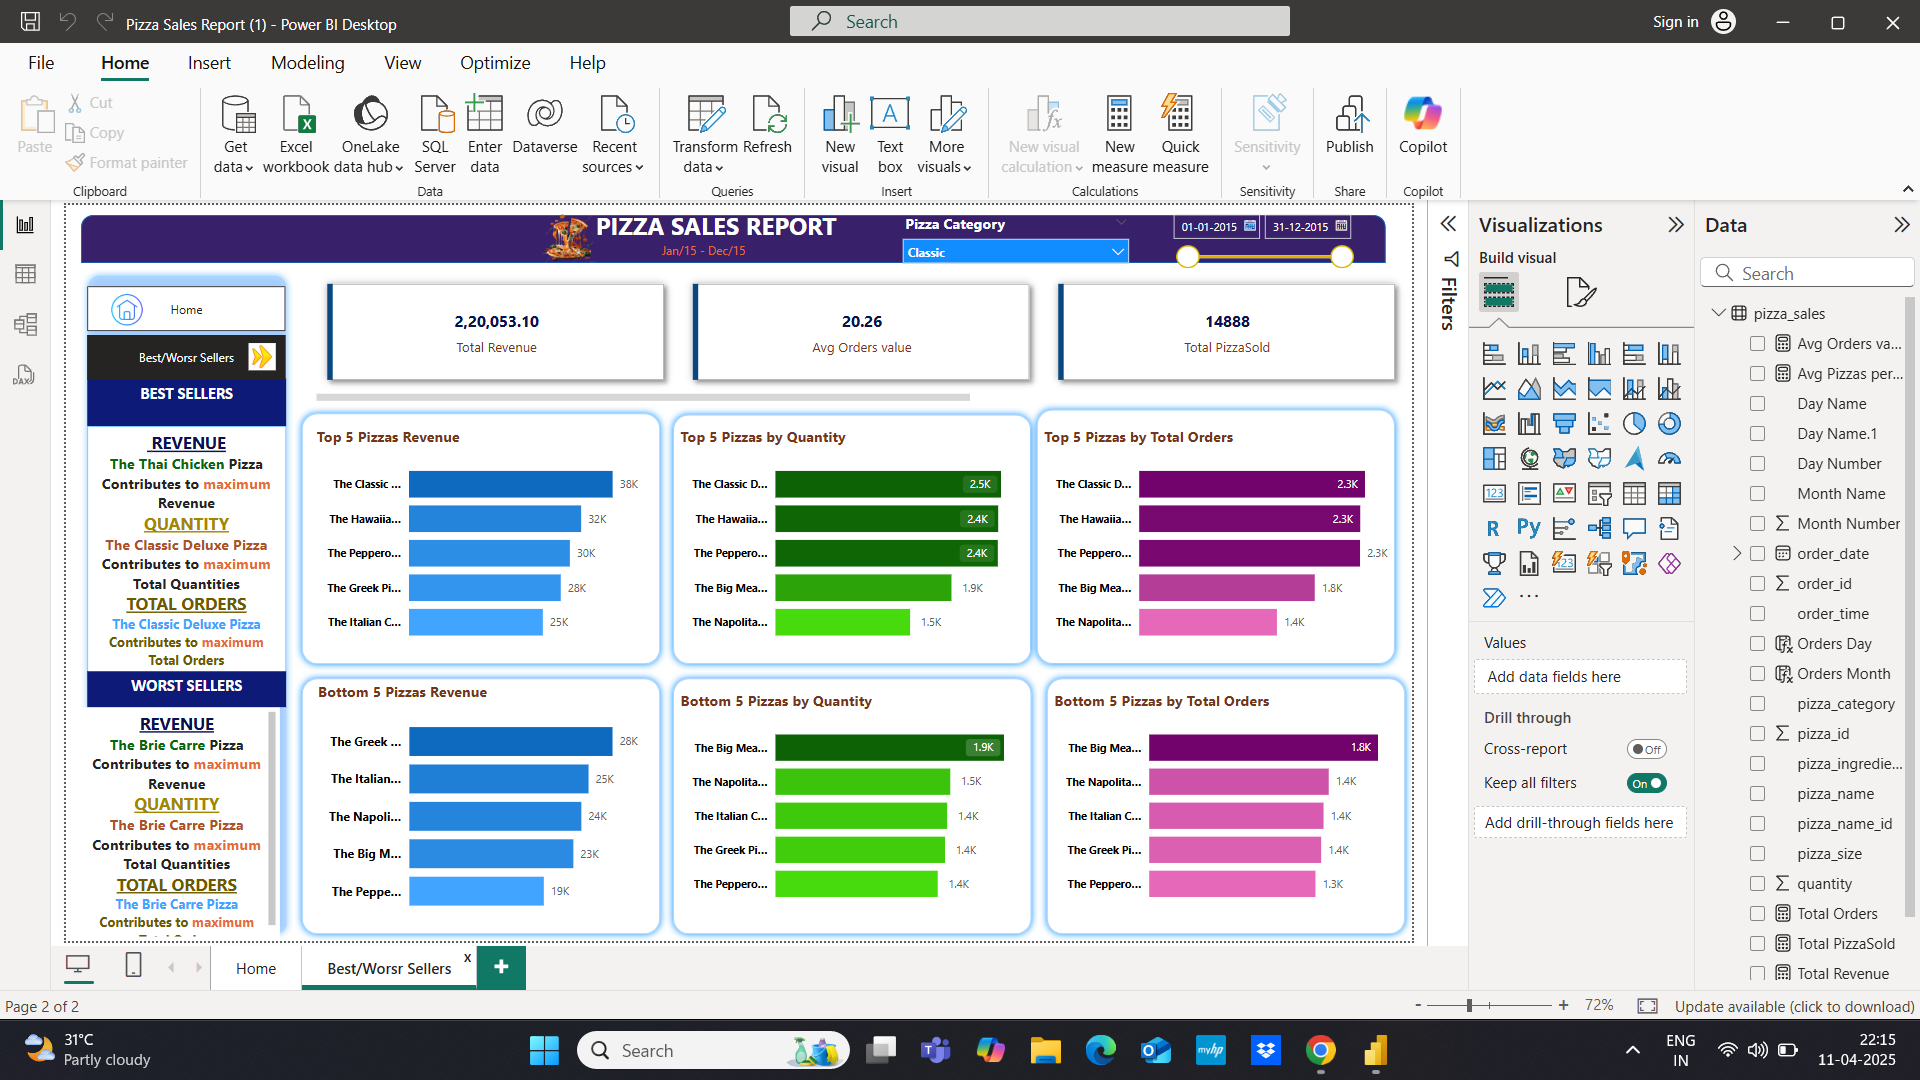 Pizza Sales Report (1) - Power BI Desktop
Search
Sign in
File
Home
Insert
Modeling
View
Optimize
Help
Paste
Cut
Copy
Format painter
Clipboard
Get data
Excel workbook
OneLake data hub
SQL Server
Enter data
Dataverse
Recent sources
Data
Transform data
Refresh
Queries
New visual
Text box
More visuals
Insert
New visual calculation
New measure
Quick measure
Calculations
Sensitivity
Sensitivity
Publish
Share
Copilot
Copilot
PIZZA SALES REPORT
Jan/15 - Dec/15
Pizza Category
Classic
01-01-2015
31-12-2015
Home
Best/Worsr Sellers
BEST SELLERS
REVENUE
The Thai Chicken Pizza
Contributes to maximum
Revenue
QUANTITY
The Classic Deluxe Pizza
Contributes to maximum
Total Quantities
TOTAL ORDERS
The Classic Deluxe Pizza
Contributes to maximum
Total Orders
WORST SELLERS
REVENUE
The Brie Carre Pizza
Contributes to maximum
Revenue
QUANTITY
The Brie Carre Pizza
Contributes to maximum
Total Quantities
TOTAL ORDERS
The Brie Carre Pizza
Contributes to maximum
2,20,053.10
Total Revenue
20.26
Avg Orders value
14888
Total PizzaSold
Top 5 Pizzas Revenue
The Classic ... 38K
The Hawaiia... 32K
The Peppero... 30K
The Greek Pi... 28K
The Italian C... 25K
Top 5 Pizzas by Quantity
The Classic D... 2.5K
The Hawaiia... 2.4K
The Peppero... 2.4K
The Big Mea... 1.9K
The Napolita... 1.5K
Top 5 Pizzas by Total Orders
The Classic D... 2.3K
The Hawaiia... 2.3K
The Peppero... 2.3K
The Big Mea... 1.8K
The Napolita... 1.4K
Bottom 5 Pizzas Revenue
The Greek ... 28K
The Italian... 25K
The Napoli... 24K
The Big M... 23K
The Peppe... 19K
Bottom 5 Pizzas by Quantity
The Big Mea... 1.9K
The Napolita... 1.5K
The Italian C... 1.4K
The Greek Pi... 1.4K
The Peppero... 1.4K
Bottom 5 Pizzas by Total Orders
The Big Mea... 1.8K
The Napolita... 1.4K
The Italian C... 1.4K
The Greek Pi... 1.4K
The Peppero... 1.3K
Filters
Visualizations
Build visual
123
R
Py
123
...
Values
Add data fields here
Drill through
Cross-report
Off
Keep all filters
On
Add drill-through fields here
Data
Search
pizza_sales
Avg Orders va...
Avg Pizzas per...
Day Name
Day Name.1
Day Number
Month Name
Month Number
order_date
order_id
order_time
Orders Day
Orders Month
pizza_category
pizza_id
pizza_ingredie...
pizza_name
pizza_name_id
pizza_size
quantity
Total Orders
Total PizzaSold
Total Revenue
DAX
Home
Best/Worsr Sellers
x
+
Page 2 of 2
- + 72%
Update available (click to download)
31°C
Partly cloudy
Search
myhp
ENG
IN
22:15
11-04-2025